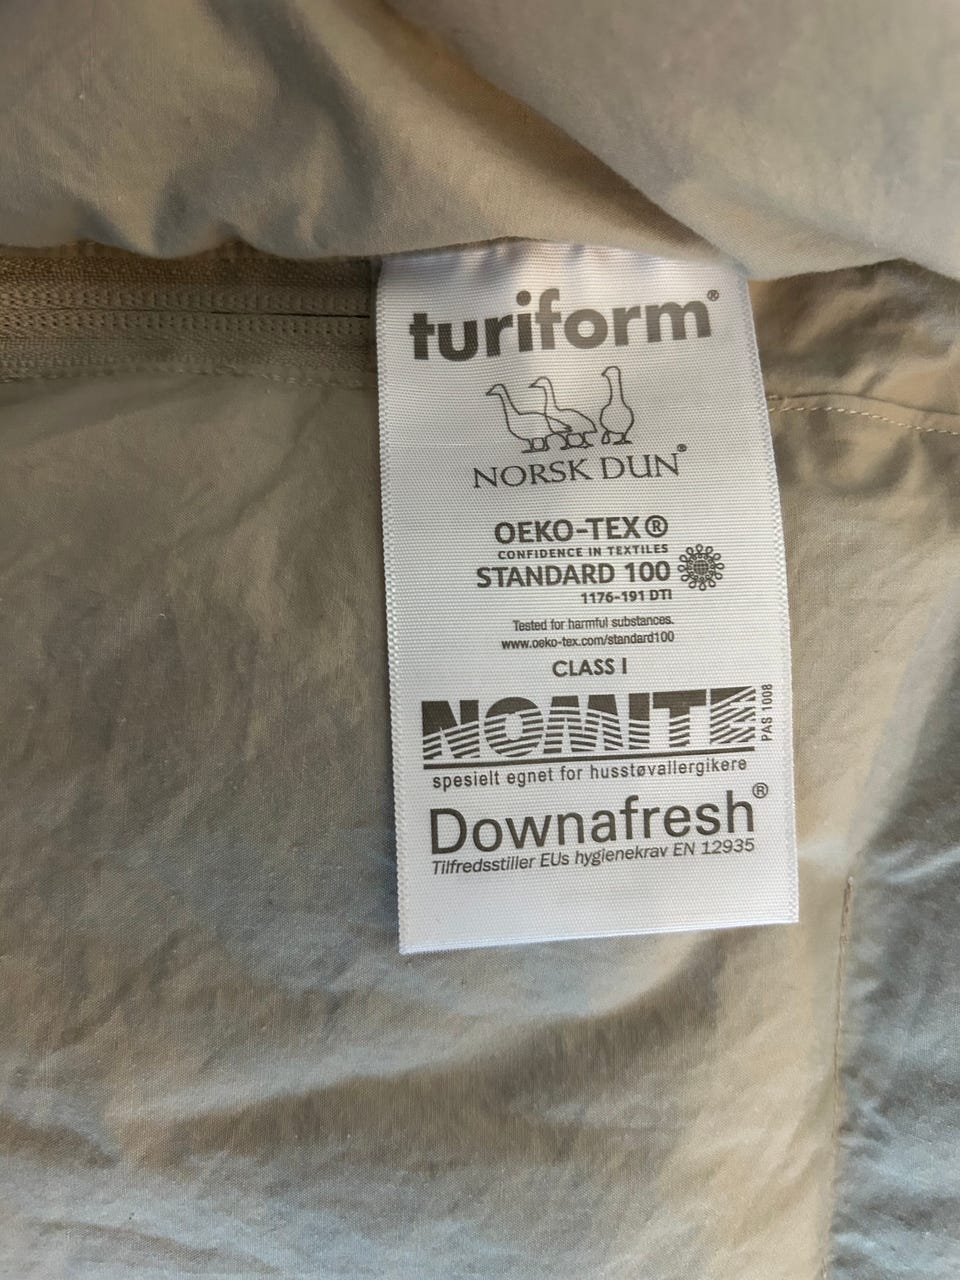 turiform®
NORSK DUN®
OEKO-TEX®
CONFIDENCE IN TEXTILES
STANDARD 100
1176-191 DTI
Tested for harmful substances.
www.oeko-tex.com/standard100
CLASS I
NOMITE
PAS 1008
spesielt egnet for husstøvallergikere
Downafresh®
Tilfredsstiller EUs hygienekrav EN 12935